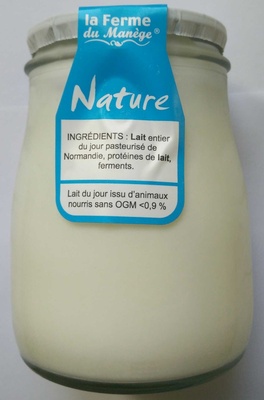 la Ferme
du Manège®
Nature
INGRÉDIENTS : Lait entier
du jour pasteurisé de
Normandie, protéines de lait,
ferments.
Lait du jour issu d'animaux
nourris sans OGM <0,9 %